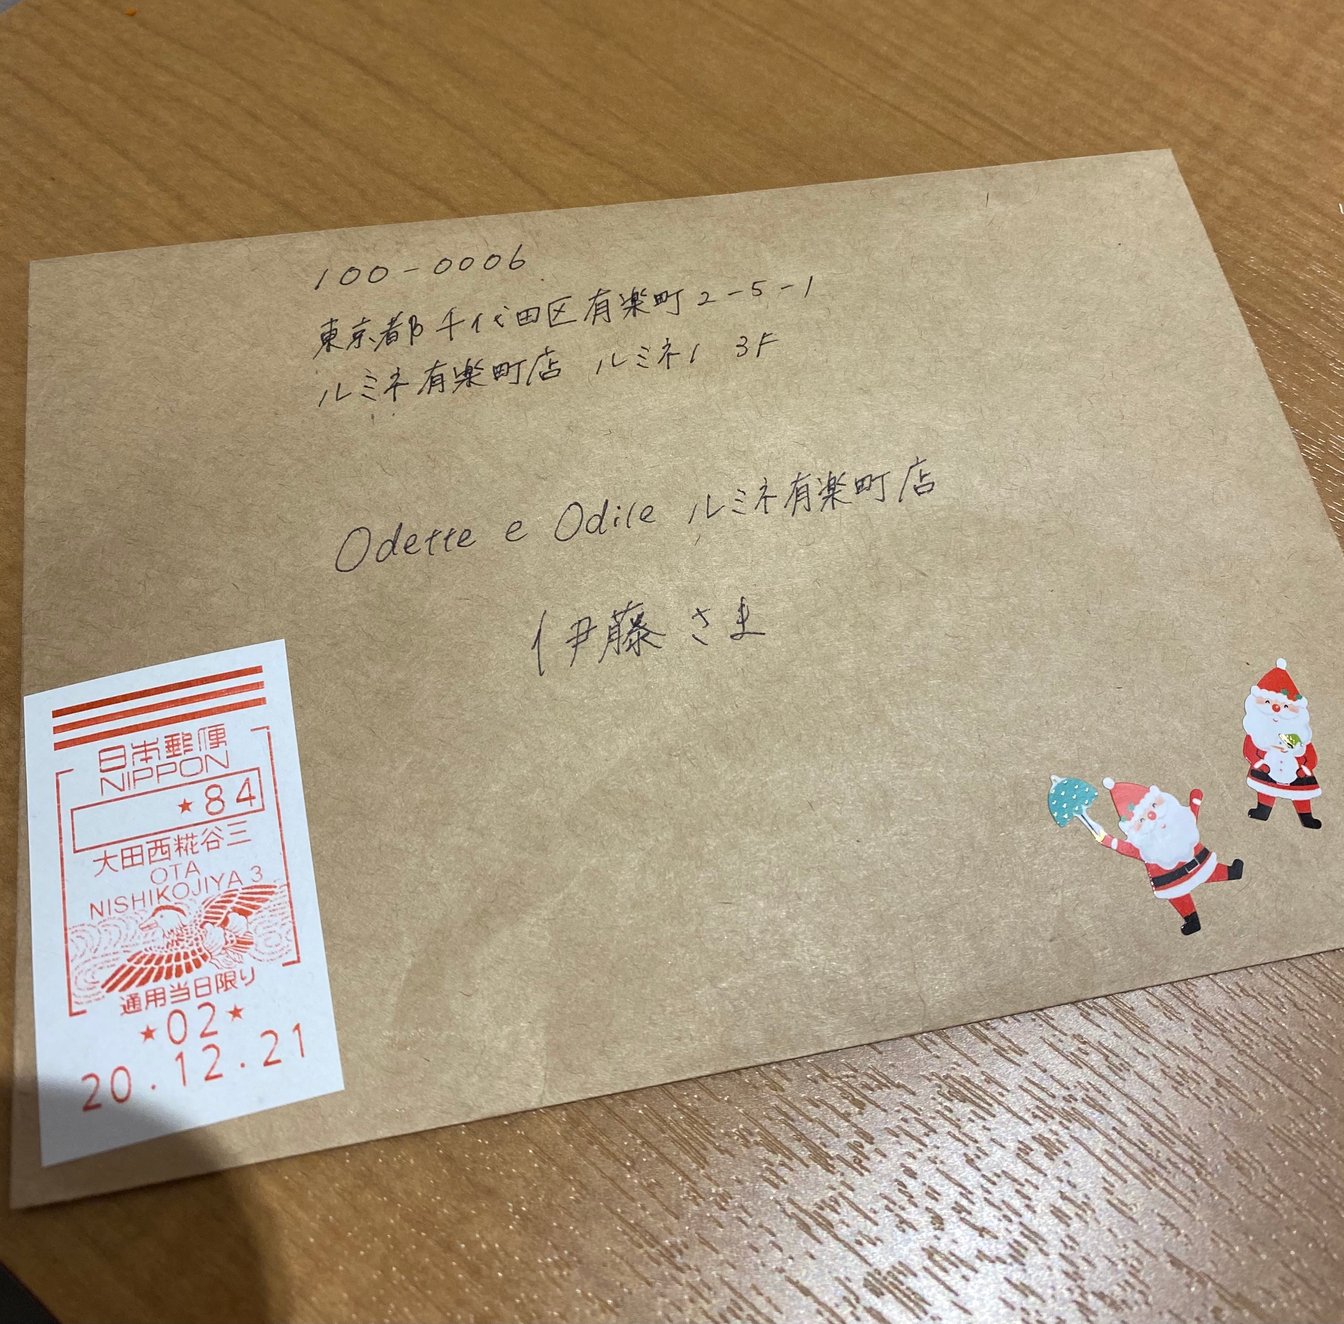 100-0006
東京都千代田区有楽町2-5-1
ルミネ有楽町店 ルミネ1 3F
Odette e Odile ルミネ有楽町店
伊藤さま
日本郵便
NIPPON
★84
大田西糀谷三
OTA
NISHIKOJIYA 3
通用当日限り
★02★
20.12.21